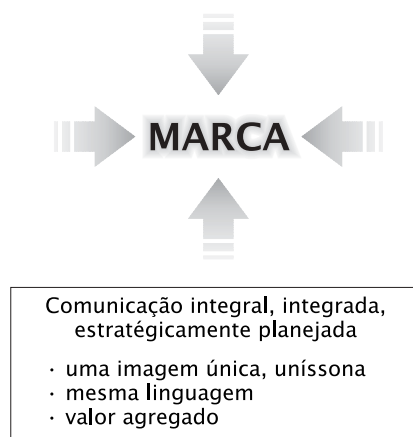 MARCA
Comunicação integral, integrada,
estratégicamente planejada
· uma imagem única, uníssona
· mesma linguagem
· valor agregado